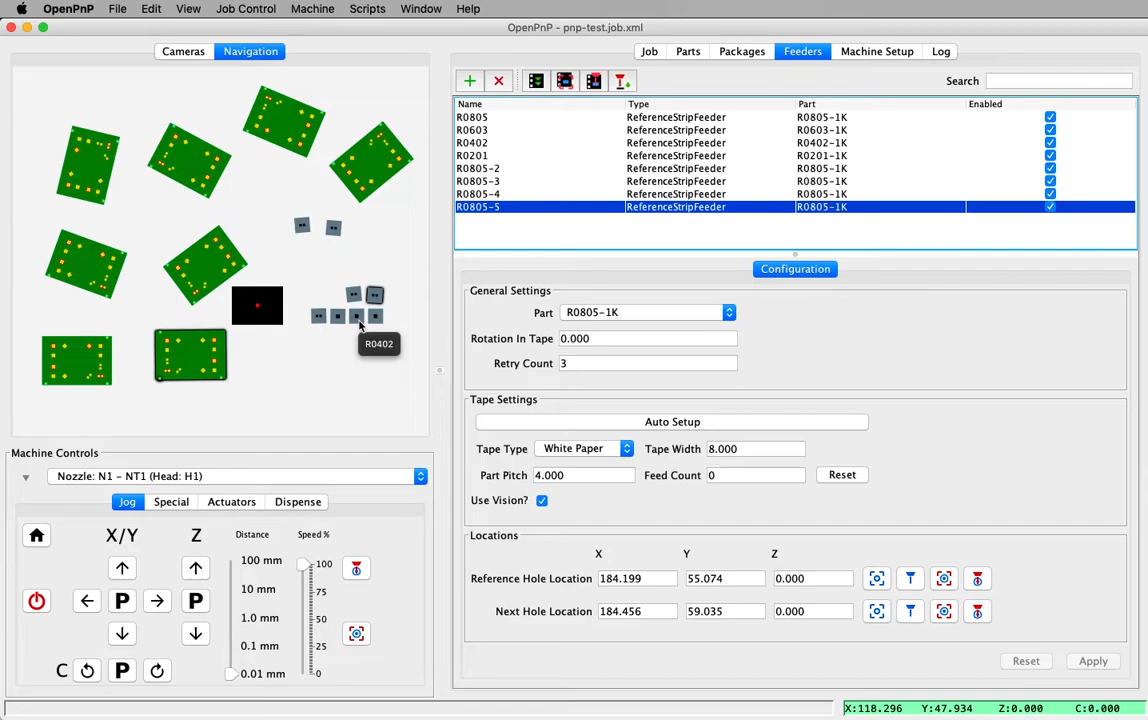 OpenPnP File Edit View Job Control Machine Scripts Window Help
OpenPnP - pnp-test.job.xml
Cameras Navigation
R0402
Machine Controls
Nozzle: N1 - NT1 (Head: H1)
Jog Special Actuators Dispense
X/Y Z Distance Speed %
100 mm 100
10 mm 75
1.0 mm 50
0.1 mm 25
0.01 mm 0
P P
C P
Job Parts Packages Feeders Machine Setup Log
Search
Name Type Part Enabled
R0805 ReferenceStripFeeder R0805-1K
R0603 ReferenceStripFeeder R0603-1K
R0402 ReferenceStripFeeder R0402-1K
R0201 ReferenceStripFeeder R0201-1K
R0805-2 ReferenceStripFeeder R0805-1K
R0805-3 ReferenceStripFeeder R0805-1K
R0805-4 ReferenceStripFeeder R0805-1K
R0805-5 ReferenceStripFeeder R0805-1K
Configuration
General Settings
Part R0805-1K
Rotation In Tape 0.000
Retry Count 3
Tape Settings
Auto Setup
Tape Type White Paper Tape Width 8.000
Part Pitch 4.000 Feed Count 0 Reset
Use Vision?
Locations
X Y Z
Reference Hole Location 184.199 55.074 0.000
Next Hole Location 184.456 59.035 0.000
Reset Apply
X:118.296 Y:47.934 Z:0.000 C:0.000